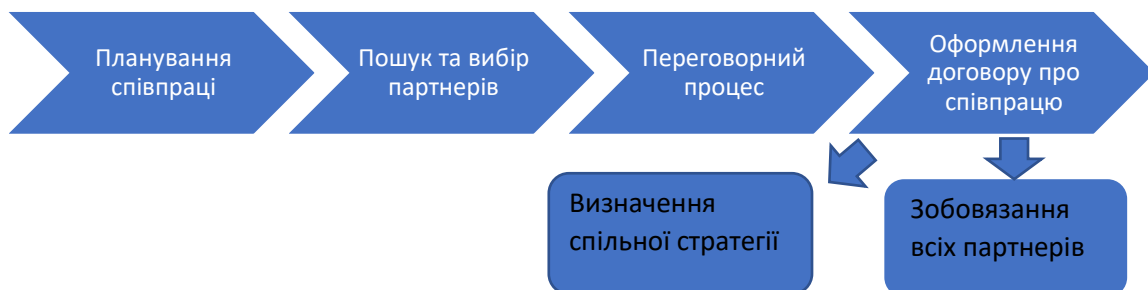 Планування
співпраці
Пошук та вибір
партнерів
Переговорний
процес
Оформлення
договору про
співпрацю
Визначення
спільної стратегії
Зобовязання
всіх партнерів